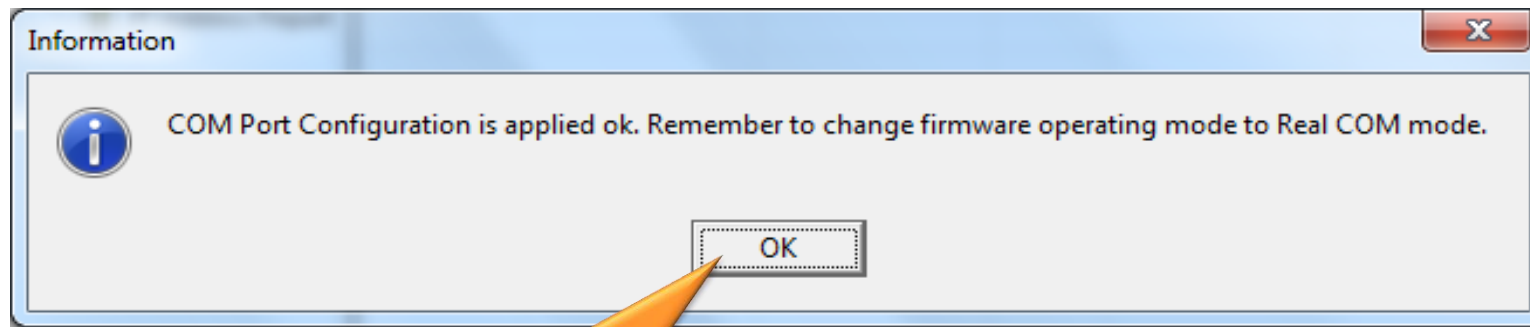 Information
COM Port Configuration is applied ok. Remember to change firmware operating mode to Real COM mode.
OK